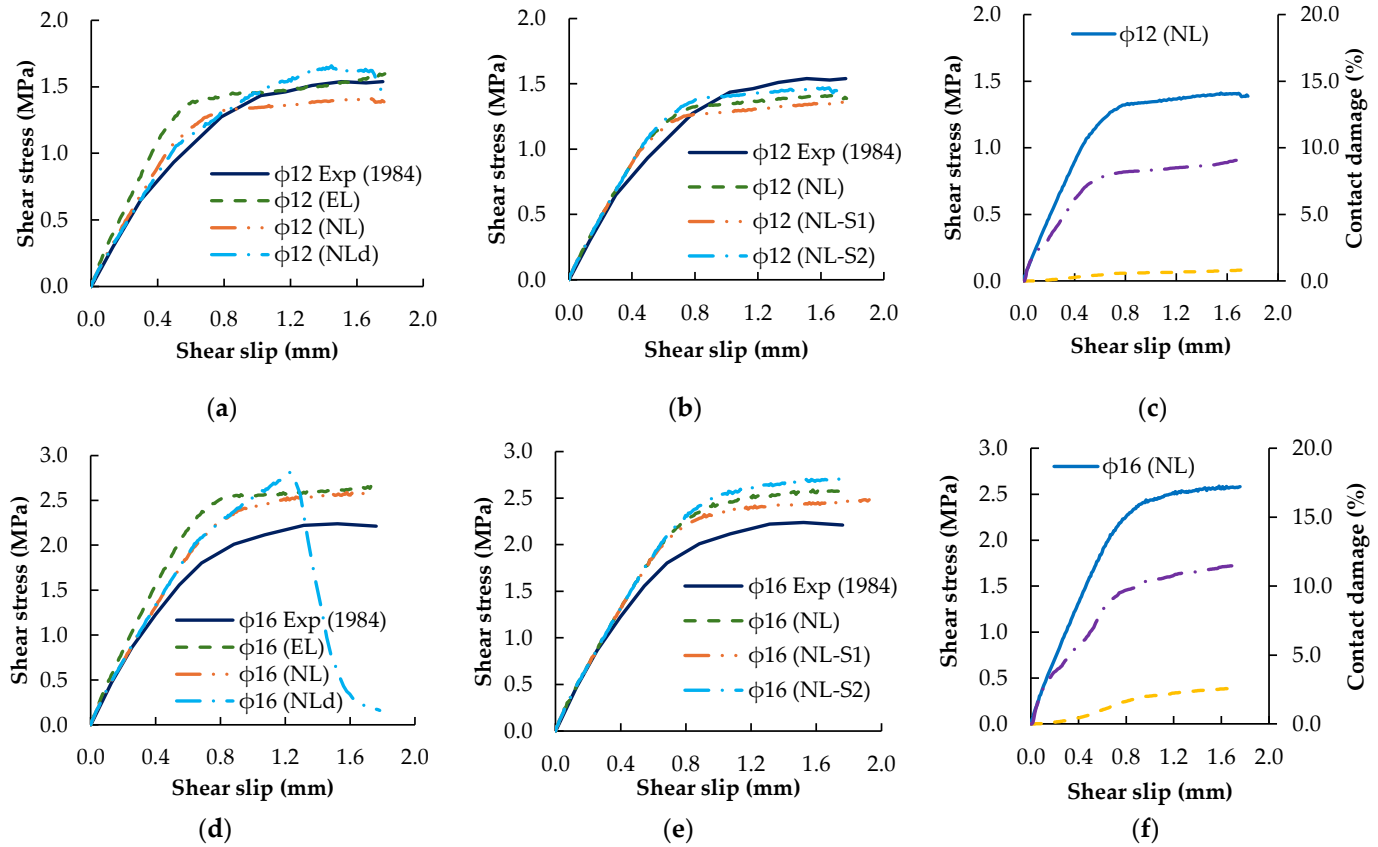 2.0
1.5
1.0
0.5
0.0
Shear stress (MPa)
ϕ12 Exp (1984)
ϕ12 (EL)
ϕ12 (NL)
ϕ12 (NLd)
0.0 0.4 0.8 1.2 1.6 2.0
Shear slip (mm)
(a)
2.0
1.5
1.0
0.5
0.0
Shear stress (MPa)
ϕ12 Exp (1984)
ϕ12 (NL)
ϕ12 (NL-S1)
ϕ12 (NL-S2)
0.0 0.4 0.8 1.2 1.6 2.0
Shear slip (mm)
(b)
2.0
1.5
1.0
0.5
0.0
Shear stress (MPa)
ϕ12 (NL)
20.0
15.0
10.0
5.0
0.0
Contact damage (%)
0.0 0.4 0.8 1.2 1.6 2.0
Shear slip (mm)
(c)
3.0
2.5
2.0
1.5
1.0
0.5
0.0
Shear stress (MPa)
ϕ16 Exp (1984)
ϕ16 (EL)
ϕ16 (NL)
ϕ16 (NLd)
0.0 0.4 0.8 1.2 1.6 2.0
Shear slip (mm)
(d)
3.0
2.5
2.0
1.5
1.0
0.5
0.0
Shear stress (MPa)
ϕ16 Exp (1984)
ϕ16 (NL)
ϕ16 (NL-S1)
ϕ16 (NL-S2)
0.0 0.4 0.8 1.2 1.6 2.0
Shear slip (mm)
(e)
3.0
2.5
2.0
1.5
1.0
0.5
0.0
Shear stress (MPa)
ϕ16 (NL)
20.0
15.0
10.0
5.0
0.0
Contact damage (%)
0.0 0.4 0.8 1.2 1.6 2.0
Shear slip (mm)
(f)